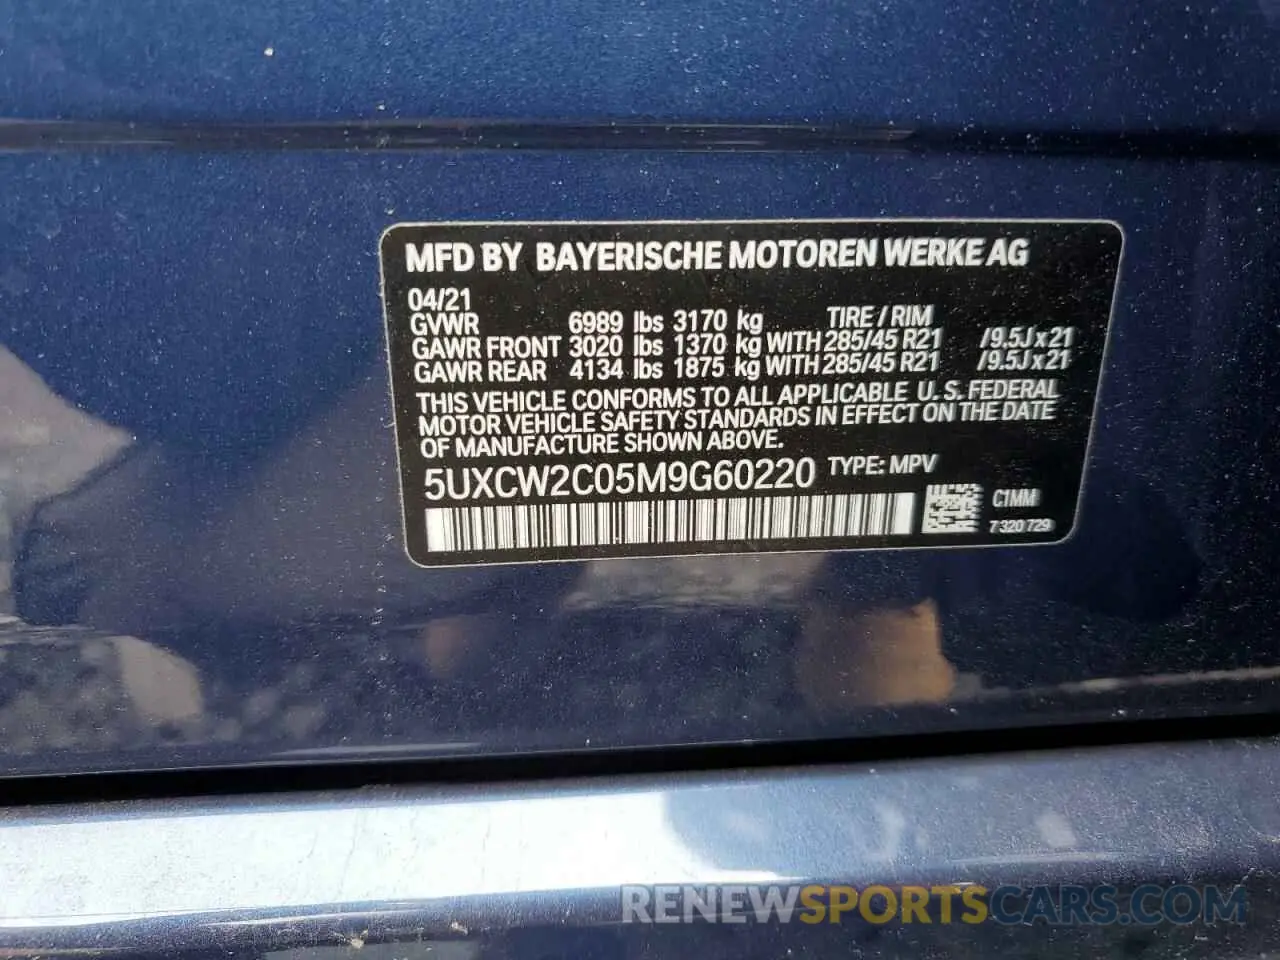 MFD BY BAYERISCHE MOTOREN WERKE AG
04/21
GVWR 6989 lbs 3170 kg TIRE / RIM
GAWR FRONT 3020 lbs 1370 kg WITH 285/45 R21 /9.5J x 21
GAWR REAR 4134 lbs 1875 kg WITH 285/45 R21 /9.5J x 21
THIS VEHICLE CONFORMS TO ALL APPLICABLE U. S. FEDERAL
MOTOR VEHICLE SAFETY STANDARDS IN EFFECT ON THE DATE
OF MANUFACTURE SHOWN ABOVE.
5UXCW2C05M9G60220 TYPE: MPV
C1MM
7 320 729
RENEWSPORTSCARS.COM